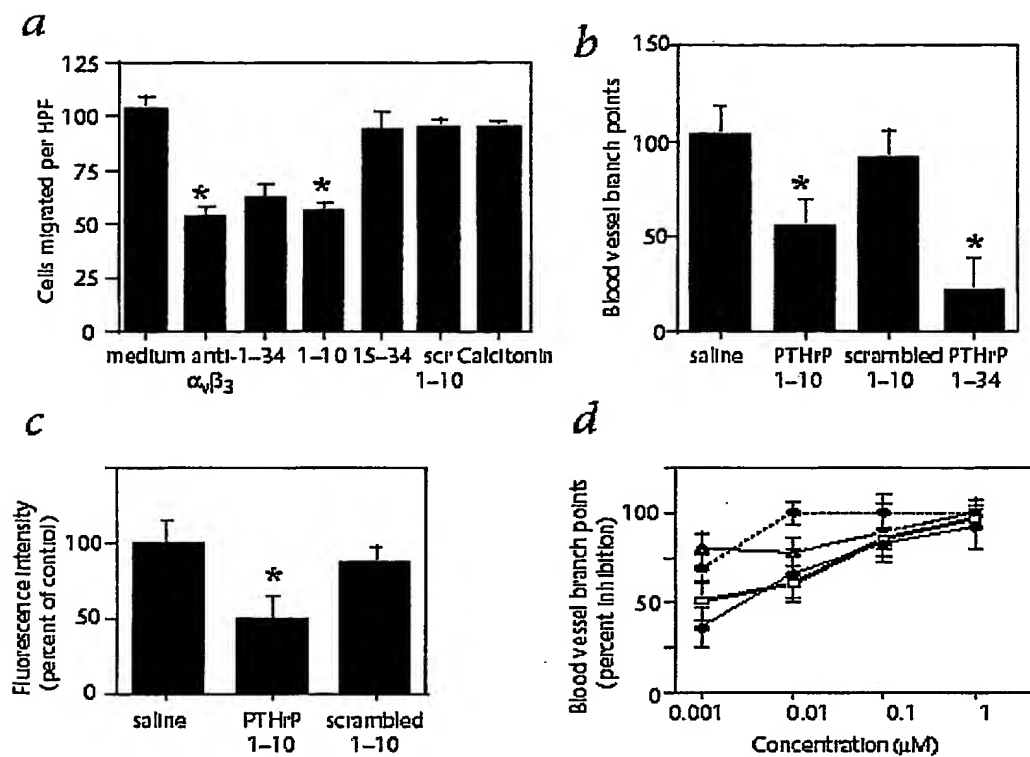 a
125
100
75
50
25
0
Cells migrated per HPF
* *
medium anti- 1–34 1–10 15–34 scr Calcitonin
αvβ3 1–10
b
150
100
50
0
Blood vessel branch points
*
*
saline PTHrP scrambled PTHrP
1–10 1–10 1–34
c
100
50
0
Fluorescence Intensity
(percent of control)
*
saline PTHrP scrambled
1–10 1–10
d
100
50
0
Blood vessel branch points
(percent inhibition)
0.001 0.01 0.1 1
Concentration (μM)